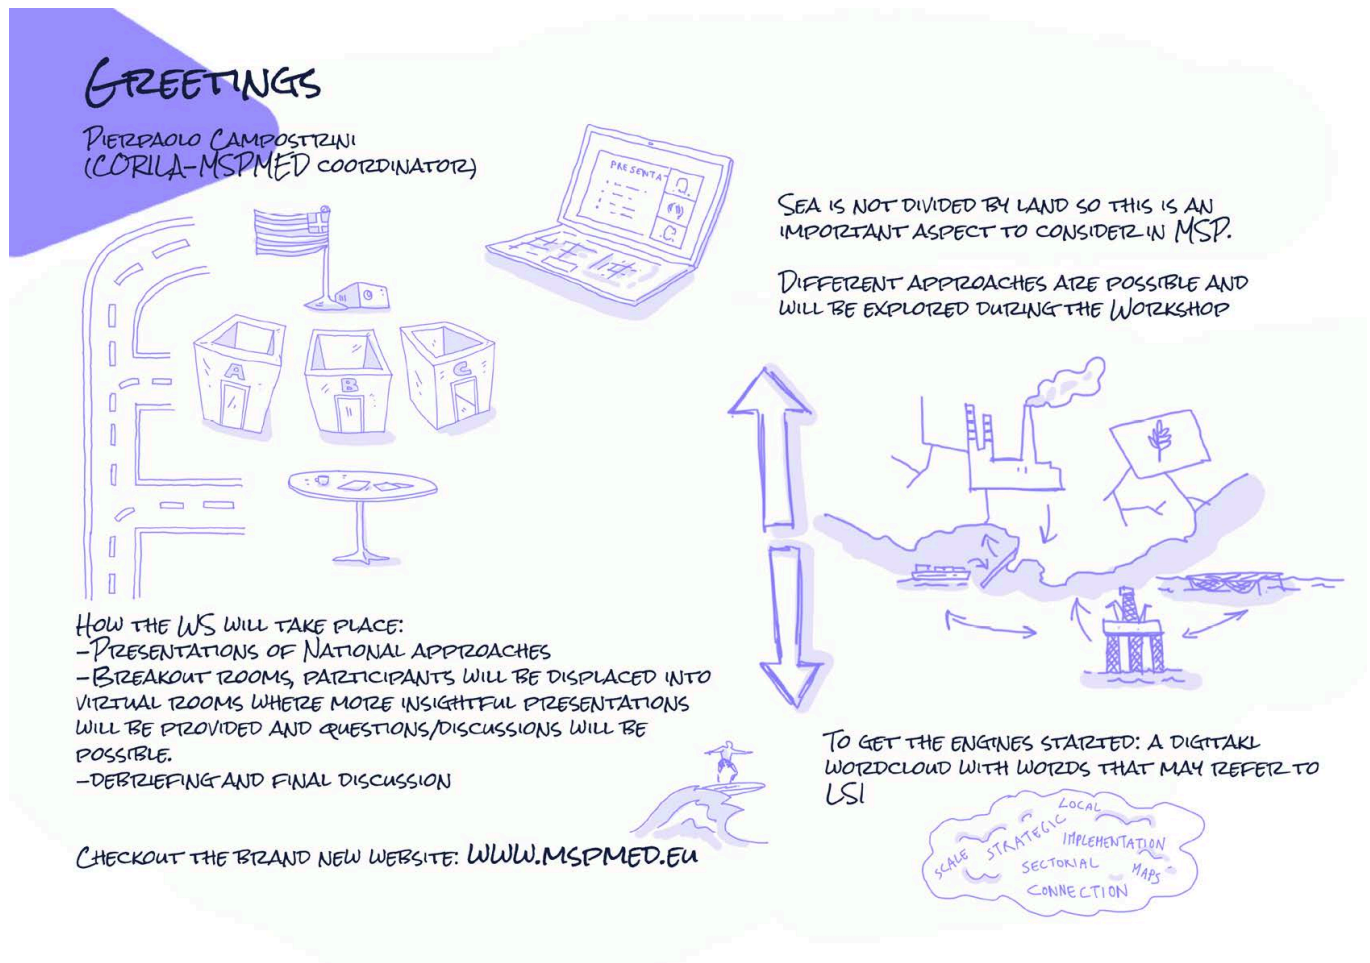 GREETINGS
PIERPAOLO CAMPOSTRINI
(CORILA-MSPMED COORDINATOR)
PRESENTA
A
B
C
HOW THE WS WILL TAKE PLACE:
-PRESENTATIONS OF NATIONAL APPROACHES
-BREAKOUT ROOMS, PARTICIPANTS WILL BE DISPLACED INTO
VIRTUAL ROOMS WHERE MORE INSIGHTFUL PRESENTATIONS
WILL BE PROVIDED AND QUESTIONS/DISCUSSIONS WILL BE
POSSIBLE.
-DEBRIEFING AND FINAL DISCUSSION
CHECKOUT THE BRAND NEW WEBSITE: WWW.MSPMED.EU
SEA IS NOT DIVIDED BY LAND SO THIS IS AN
IMPORTANT ASPECT TO CONSIDER IN MSP.
DIFFERENT APPROACHES ARE POSSIBLE AND
WILL BE EXPLORED DURING THE WORKSHOP
TO GET THE ENGINES STARTED: A DIGITAKL
WORDCLOUD WITH WORDS THAT MAY REFER TO
LSI
LOCAL
SCALE STRATEGIC IMPLEMENTATION
SECTORIAL MAPS
CONNECTION